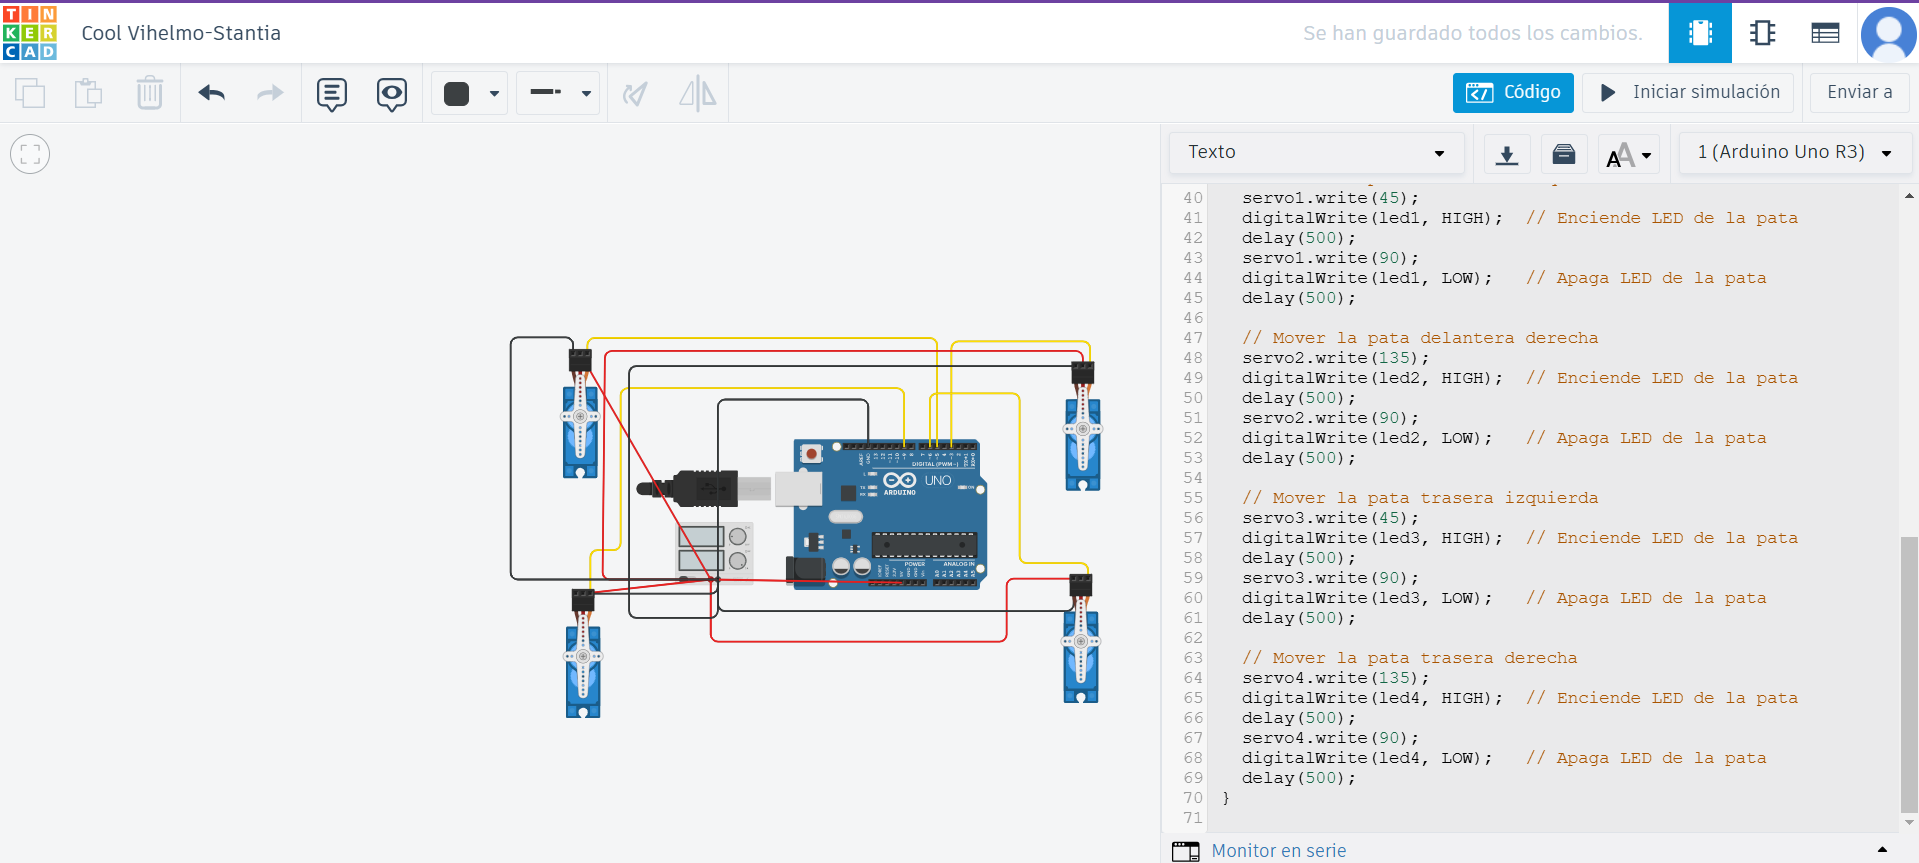 TINKERCAD
Cool Vihelmo-Stantia
Se han guardado todos los cambios.
Código
Iniciar simulación
Enviar a
Texto
1 (Arduino Uno R3)
40 servo1.write(45);
41 digitalWrite(led1, HIGH); // Enciende LED de la pata
42 delay(500);
43 servo1.write(90);
44 digitalWrite(led1, LOW); // Apaga LED de la pata
45 delay(500);
46
47 // Mover la pata delantera derecha
48 servo2.write(135);
49 digitalWrite(led2, HIGH); // Enciende LED de la pata
50 delay(500);
51 servo2.write(90);
52 digitalWrite(led2, LOW); // Apaga LED de la pata
53 delay(500);
54
55 // Mover la pata trasera izquierda
56 servo3.write(45);
57 digitalWrite(led3, HIGH); // Enciende LED de la pata
58 delay(500);
59 servo3.write(90);
60 digitalWrite(led3, LOW); // Apaga LED de la pata
61 delay(500);
62
63 // Mover la pata trasera derecha
64 servo4.write(135);
65 digitalWrite(led4, HIGH); // Enciende LED de la pata
66 delay(500);
67 servo4.write(90);
68 digitalWrite(led4, LOW); // Apaga LED de la pata
69 delay(500);
70 }
71
Monitor en serie
DIGITAL (PWM~)
UNO
ARDUINO
POWER
ANALOG IN